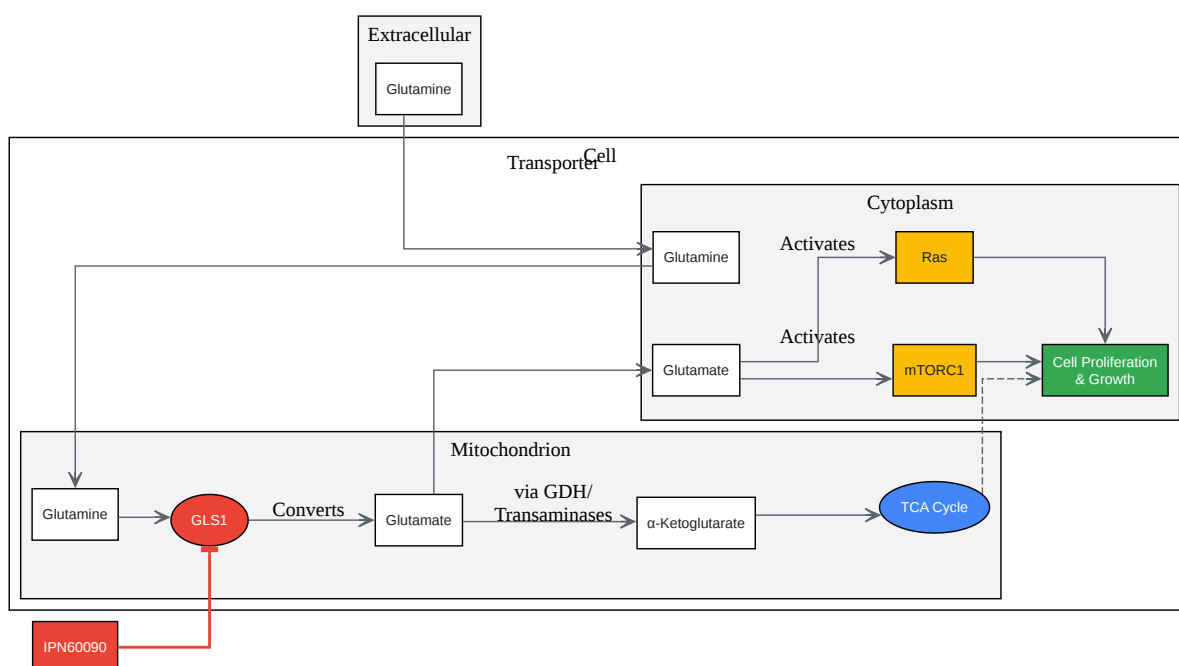 Extracellular
Glutamine
Cell
Transporter
Cytoplasm
Glutamine
Activates
Ras
Activates
Glutamate
mTORC1
Cell Proliferation
& Growth
Mitochondrion
Glutamine
GLS1
Converts
Glutamate
via GDH/
Transaminases
α-Ketoglutarate
TCA Cycle
IPN60090